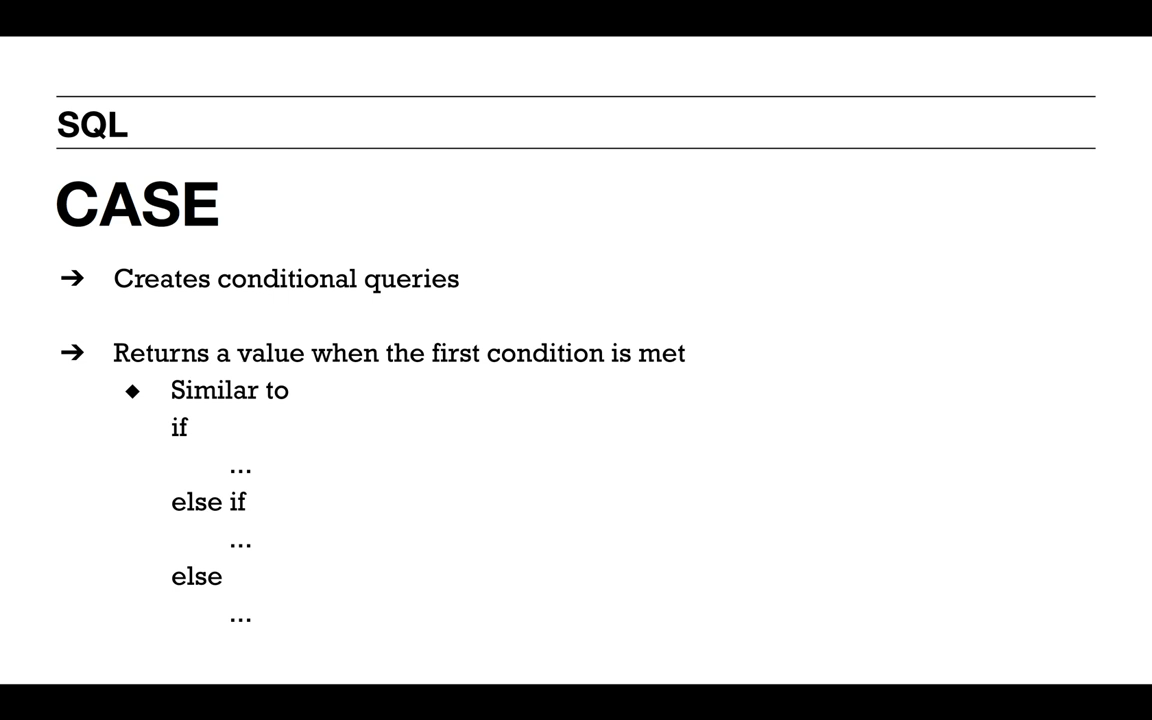 SQL
CASE
➔ Creates conditional queries
➔ Returns a value when the first condition is met
◆ Similar to
if
...
else if
...
else
...